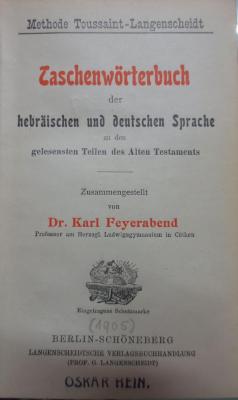 Methode Toussaint-Langenscheidt
Taschenwörterbuch
der
hebräischen und deutschen Sprache
zu den
gelesensten Teilen des Alten Testaments
Zusammengestellt
von
Dr. Karl Feyerabend
Professor am Herzogl. Ludwigsgymnasium in Cöthen
Eingetragene Schutzmarke
(1905)
BERLIN-SCHÖNEBERG
LANGENSCHEIDTSCHE VERLAGSBUCHHANDLUNG
(PROF. G. LANGENSCHEIDT)
OSKAR HEIN.